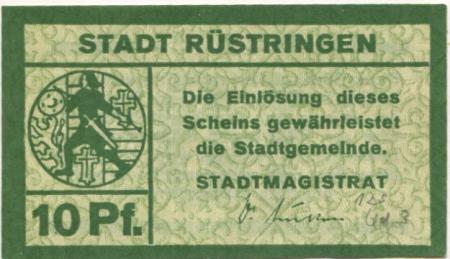 STADT RÜSTRINGEN
Die Einlösung dieses
Scheins gewährleistet
die Stadtgemeinde.
STADTMAGISTRAT
10 Pf.